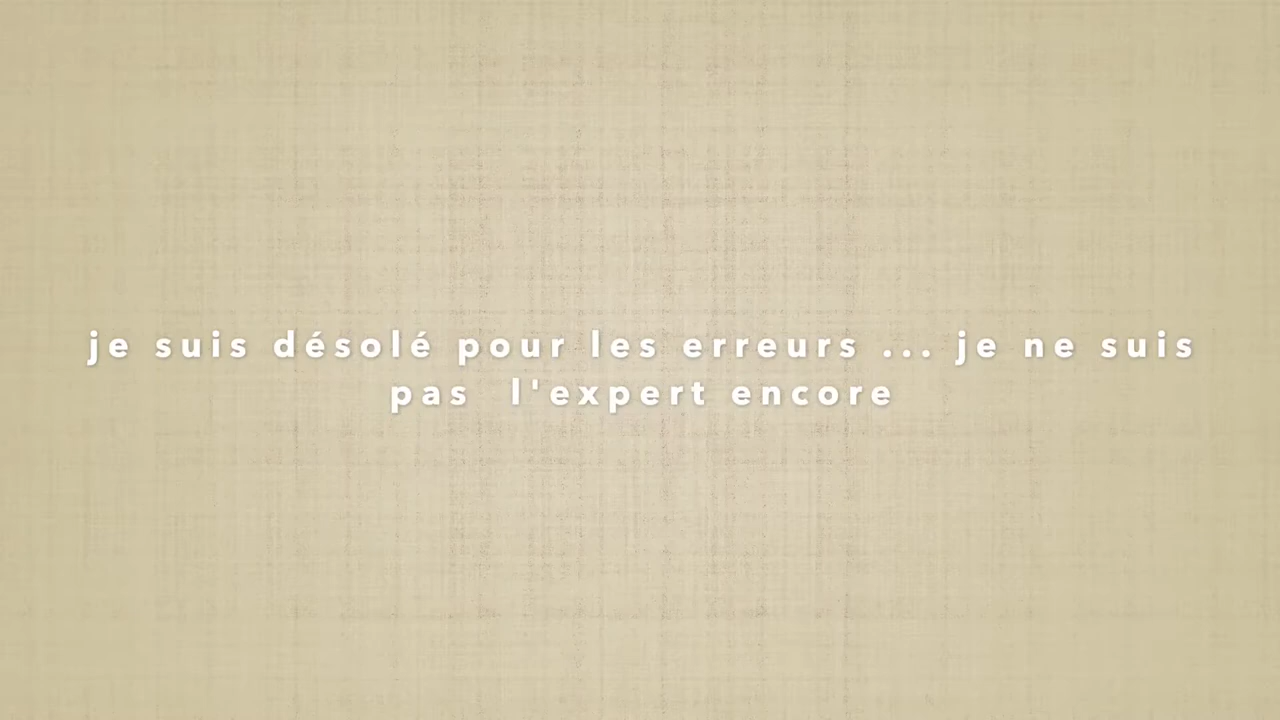 je suis désolé pour les erreurs ... je ne suis
pas l'expert encore